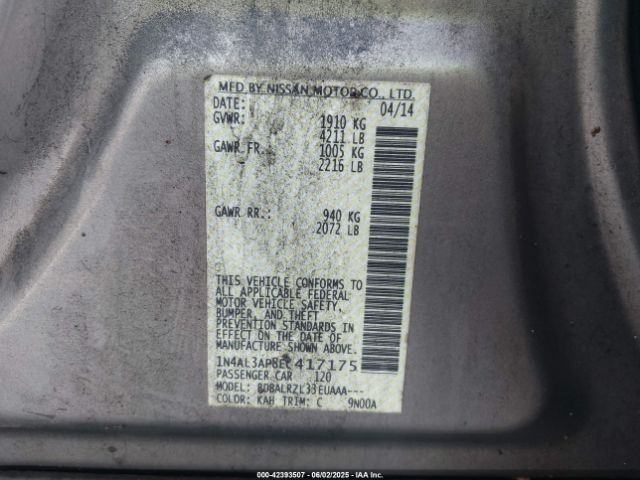 MFD.BY NISSAN MOTOR CO., LTD.
DATE: 04/14
GVWR: 1910 KG
4211 LB
GAWR FR.: 1005 KG
2216 LB
GAWR RR.: 940 KG
2072 LB
THIS VEHICLE CONFORMS TO
ALL APPLICABLE FEDERAL
MOTOR VEHICLE SAFETY,
BUMPER, AND THEFT
PREVENTION STANDARDS IN
EFFECT ON THE DATE OF
MANUFACTURE SHOWN ABOVE.
1N4AL3AP8EC417175
PASSENGER CAR 120
MODEL: BDBALRZL33EUAAA---
COLOR: KAH TRIM: C 9N00A
000-42393507 - 06/02/2025 - IAA, Inc.